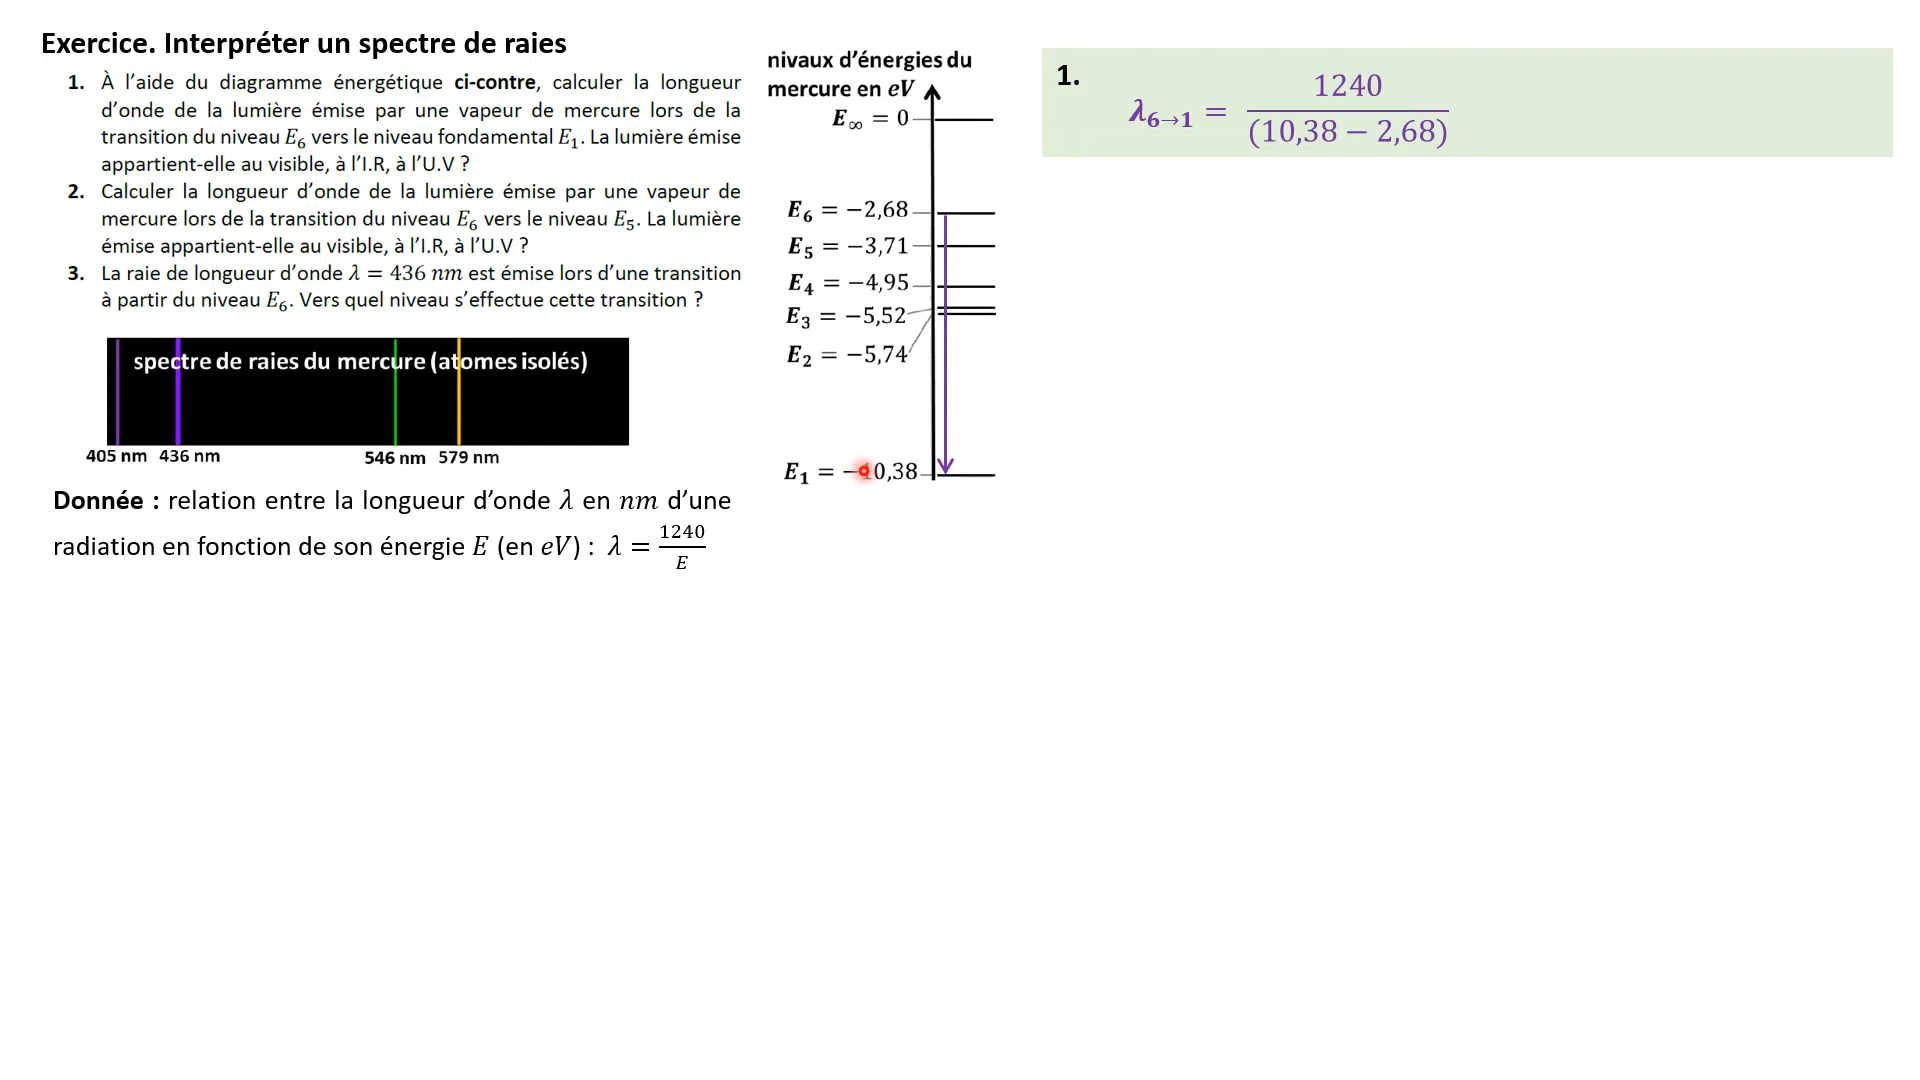 Exercice. Interpréter un spectre de raies
1. À l’aide du diagramme énergétique ci-contre, calculer la longueur
d’onde de la lumière émise par une vapeur de mercure lors de la
transition du niveau E₆ vers le niveau fondamental E₁. La lumière émise
appartient-elle au visible, à l’I.R, à l’U.V ?
2. Calculer la longueur d’onde de la lumière émise par une vapeur de
mercure lors de la transition du niveau E₆ vers le niveau E₅. La lumière
émise appartient-elle au visible, à l’I.R, à l’U.V ?
3. La raie de longueur d’onde λ = 436 nm est émise lors d’une transition
à partir du niveau E₆. Vers quel niveau s’effectue cette transition ?
spectre de raies du mercure (atomes isolés)
405 nm 436 nm 546 nm 579 nm
Donnée : relation entre la longueur d’onde λ en nm d’une
radiation en fonction de son énergie E (en eV) : λ = 1240/E
nivaux d’énergies du
mercure en eV
E∞ = 0
E₆ = −2,68
E₅ = −3,71
E₄ = −4,95
E₃ = −5,52
E₂ = −5,74
E₁ = −10,38
1.
λ₆→₁ = 1240/(10,38 − 2,68)